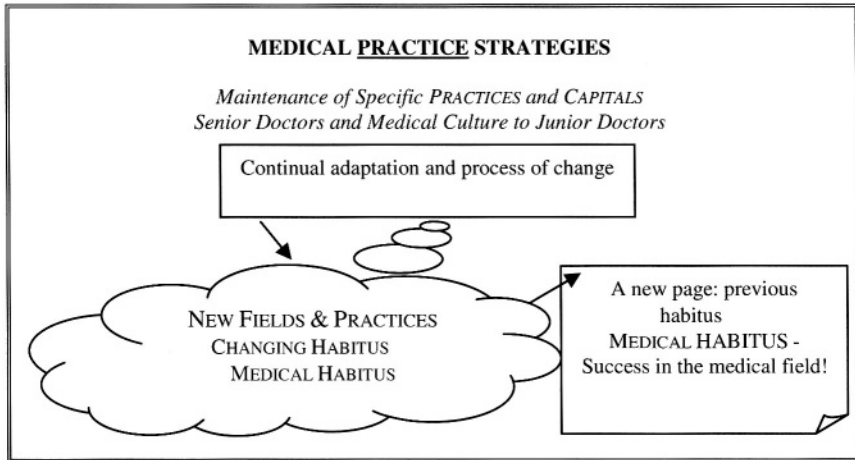 MEDICAL PRACTICE STRATEGIES
Maintenance of Specific PRACTICES and CAPITALS
Senior Doctors and Medical Culture to Junior Doctors
Continual adaptation and process of change
NEW FIELDS & PRACTICES
CHANGING HABITUS
MEDICAL HABITUS
A new page: previous
habitus
MEDICAL HABITUS -
Success in the medical field!